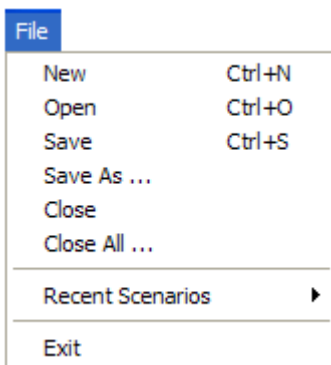 File
New Ctrl+N
Open Ctrl+O
Save Ctrl+S
Save As ...
Close
Close All ...
Recent Scenarios
Exit